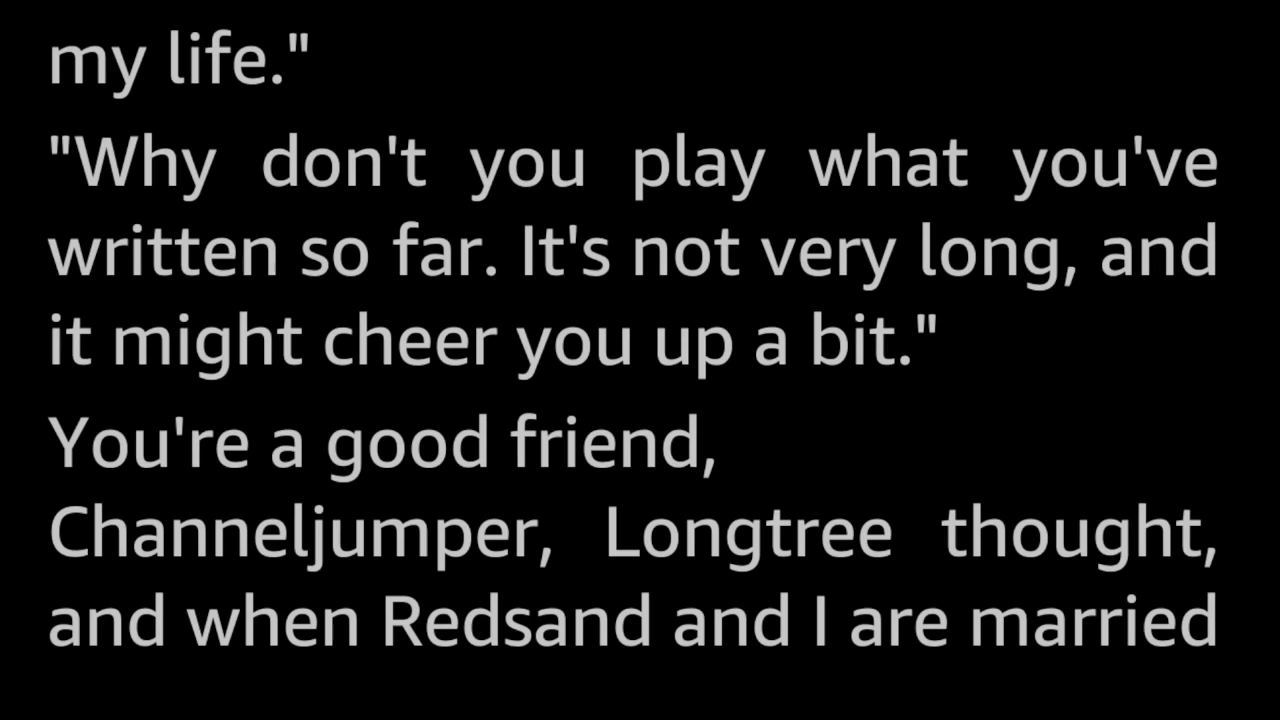 my life."
"Why don't you play what you've
written so far. It's not very long, and
it might cheer you up a bit."
You're a good friend,
Channeljumper, Longtree thought,
and when Redsand and I are married